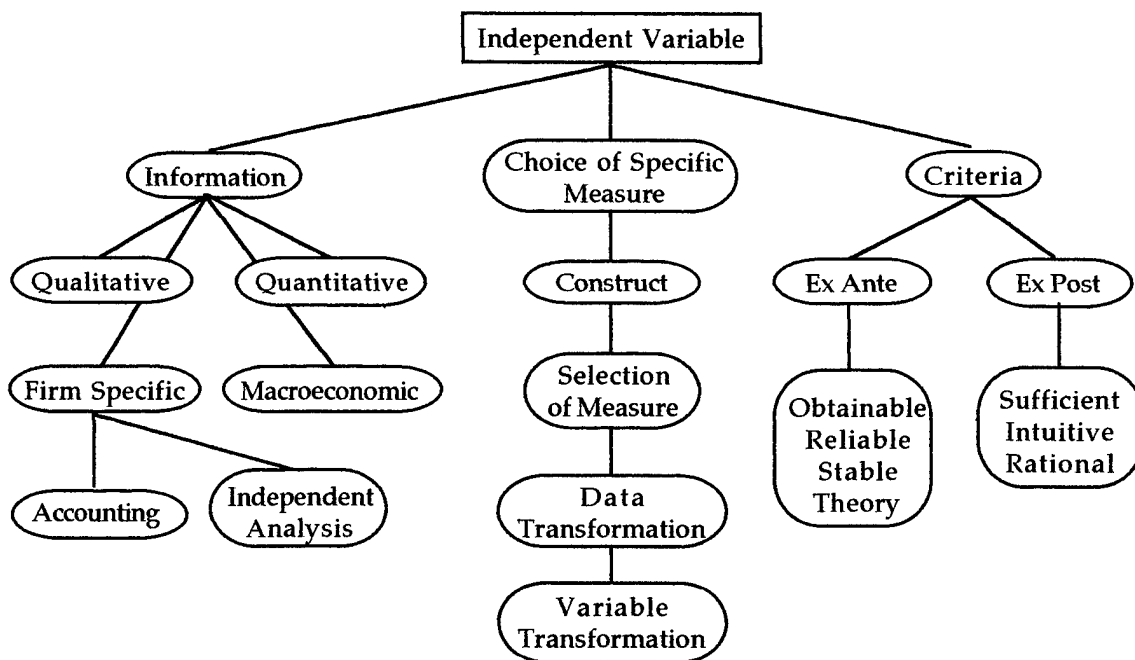 Independent Variable
Information
Choice of Specific
Measure
Criteria
Qualitative
Quantitative
Construct
Ex Ante
Ex Post
Firm Specific
Macroeconomic
Selection
of Measure
Obtainable
Reliable
Stable
Theory
Sufficient
Intuitive
Rational
Accounting
Independent
Analysis
Data
Transformation
Variable
Transformation